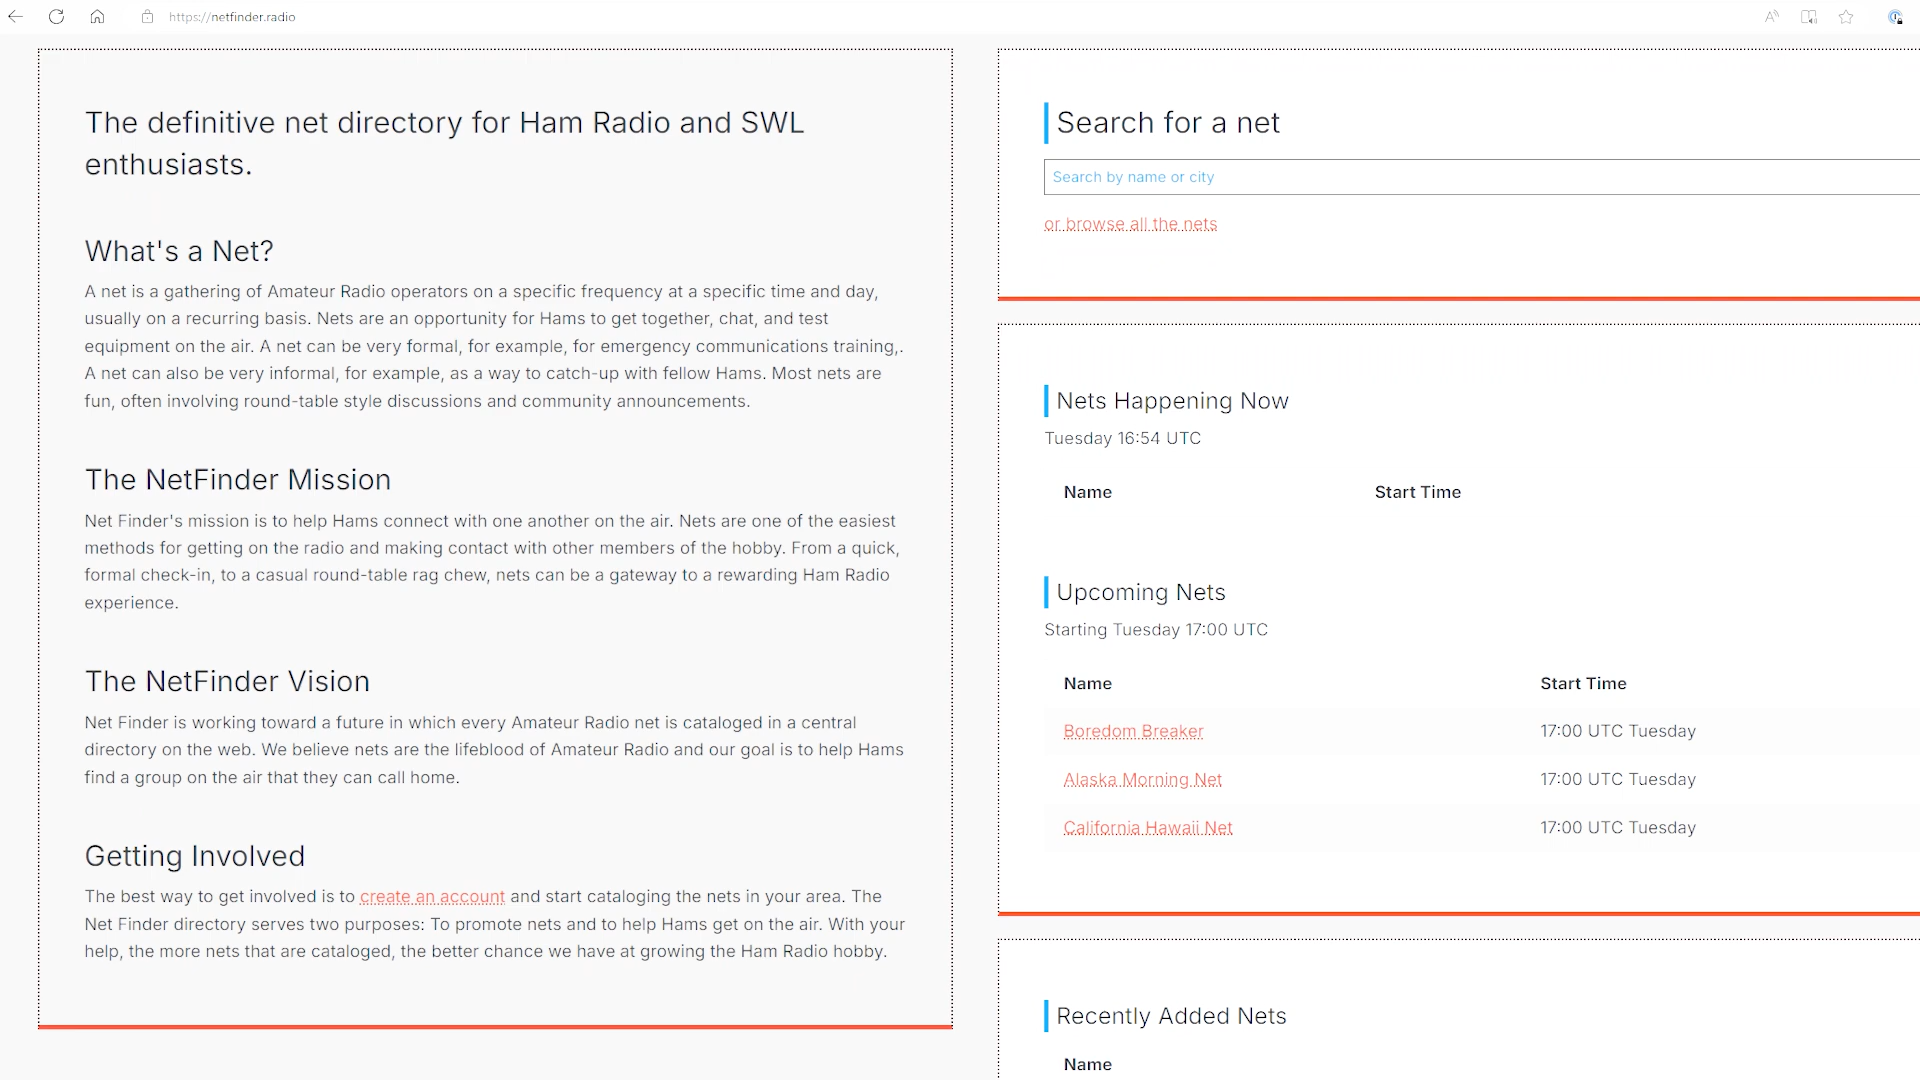 https://netfinder.radio
The definitive net directory for Ham Radio and SWL
enthusiasts.
What's a Net?
A net is a gathering of Amateur Radio operators on a specific frequency at a specific time and day,
usually on a recurring basis. Nets are an opportunity for Hams to get together, chat, and test
equipment on the air. A net can be very formal, for example, for emergency communications training,.
A net can also be very informal, for example, as a way to catch-up with fellow Hams. Most nets are
fun, often involving round-table style discussions and community announcements.
The NetFinder Mission
Net Finder's mission is to help Hams connect with one another on the air. Nets are one of the easiest
methods for getting on the radio and making contact with other members of the hobby. From a quick,
formal check-in, to a casual round-table rag chew, nets can be a gateway to a rewarding Ham Radio
experience.
The NetFinder Vision
Net Finder is working toward a future in which every Amateur Radio net is cataloged in a central
directory on the web. We believe nets are the lifeblood of Amateur Radio and our goal is to help Hams
find a group on the air that they can call home.
Getting Involved
The best way to get involved is to create an account and start cataloging the nets in your area. The
Net Finder directory serves two purposes: To promote nets and to help Hams get on the air. With your
help, the more nets that are cataloged, the better chance we have at growing the Ham Radio hobby.
Search for a net
Search by name or city
or browse all the nets
Nets Happening Now
Tuesday 16:54 UTC
Name Start Time
Upcoming Nets
Starting Tuesday 17:00 UTC
Name Start Time
Boredom Breaker 17:00 UTC Tuesday
Alaska Morning Net 17:00 UTC Tuesday
California Hawaii Net 17:00 UTC Tuesday
Recently Added Nets
Name